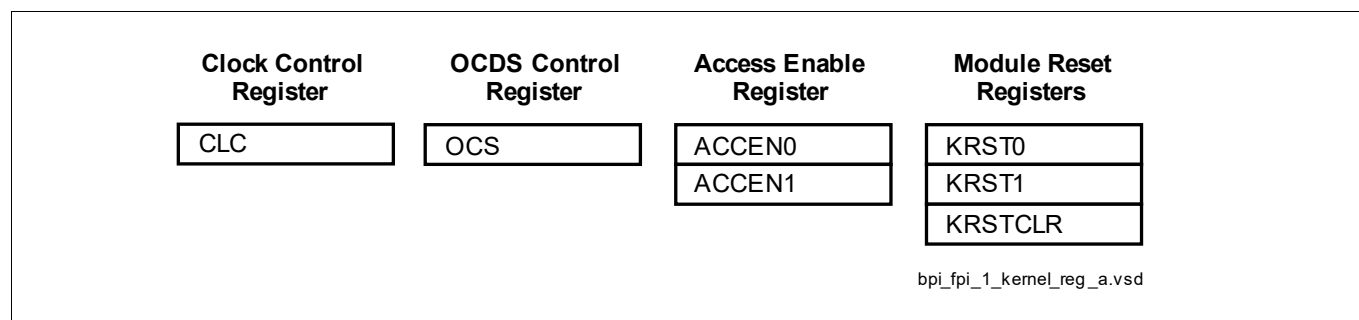 Clock Control
Register
CLC
OCDS Control
Register
OCS
Access Enable
Register
ACCEN0
ACCEN1
Module Reset
Registers
KRST0
KRST1
KRSTCLR
bpi_fpi_1_kernel_reg_a.vsd